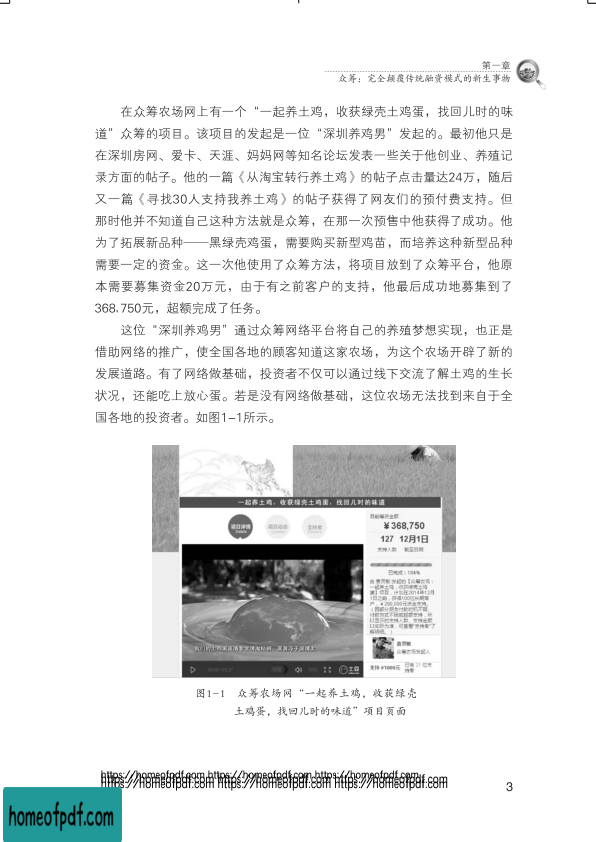 第一章
众筹：完全颠覆传统融资模式的新生事物
在众筹农场网上有一个“一起养土鸡，收获绿壳土鸡蛋，找回儿时的味
道”众筹的项目。该项目的发起是一位“深圳养鸡男”发起的。最初他只是
在深圳房网、爱卡、天涯、妈妈网等知名论坛发表一些关于他创业、养殖记
录方面的帖子。他的一篇《从淘宝转行养土鸡》的帖子点击量达24万，随后
又一篇《寻找30人支持我养土鸡》的帖子获得了网友们的预付费支持。但
那时他并不知道自己这种方法就是众筹，在那一次预售中他获得了成功。他
为了拓展新品种——黑绿壳鸡蛋，需要购买新型鸡苗，而培养这种新型品种
需要一定的资金。这一次他使用了众筹方法，将项目放到了众筹平台，他原
本需要募集资金20万元，由于有之前客户的支持，他最后成功地募集到了
368,750元，超额完成了任务。
这位“深圳养鸡男”通过众筹网络平台将自己的养殖梦想实现，也正是
借助网络的推广，使全国各地的顾客知道这家农场，为这个农场开辟了新的
发展道路。有了网络做基础，投资者不仅可以通过线下交流了解土鸡的生长
状况，还能吃上放心蛋。若是没有网络做基础，这位农场无法找到来自于全
国各地的投资者。如图1-1所示。
一起养土鸡，收获绿壳土鸡蛋，找回儿时的味道
项目详情
项目动态
支持者
目前筹资金额
￥368,750
127 12月1日
支持人数 截至日期
已完成：184%
众筹农场发起人
支持 ￥1000元
图1-1 众筹农场网“一起养土鸡，收获绿壳
土鸡蛋，找回儿时的味道”项目页面
https://homeofpdf.com https://homeofpdf.com https://homeofpdf.com
https://homeofpdf.com https://homeofpdf.com https://homeofpdf.com
3
homeofpdf.com